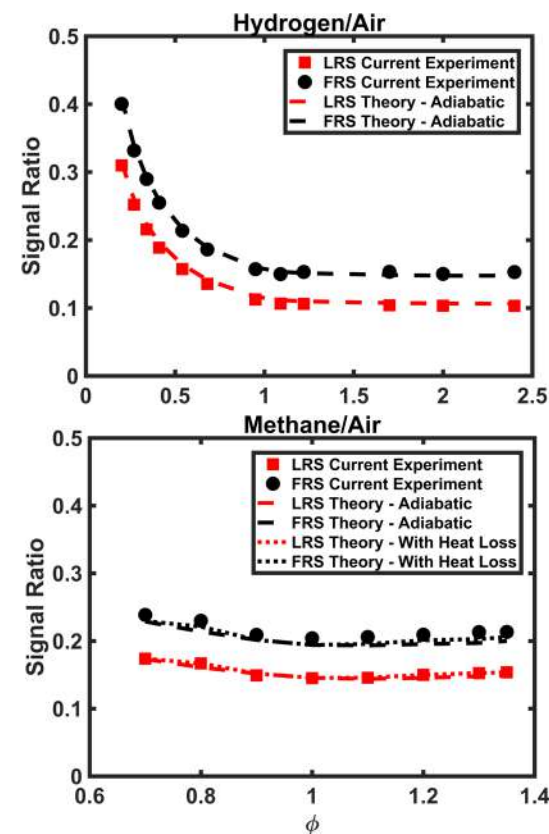 Hydrogen/Air
0.5
0.4
0.3
0.2
0.1
0
Signal Ratio
LRS Current Experiment
FRS Current Experiment
LRS Theory - Adiabatic
FRS Theory - Adiabatic
0 0.5 1 1.5 2 2.5
Methane/Air
0.5
0.4
0.3
0.2
0.1
0
Signal Ratio
LRS Current Experiment
FRS Current Experiment
LRS Theory - Adiabatic
FRS Theory - Adiabatic
LRS Theory - With Heat Loss
FRS Theory - With Heat Loss
0.6 0.8 1 1.2 1.4
ϕ